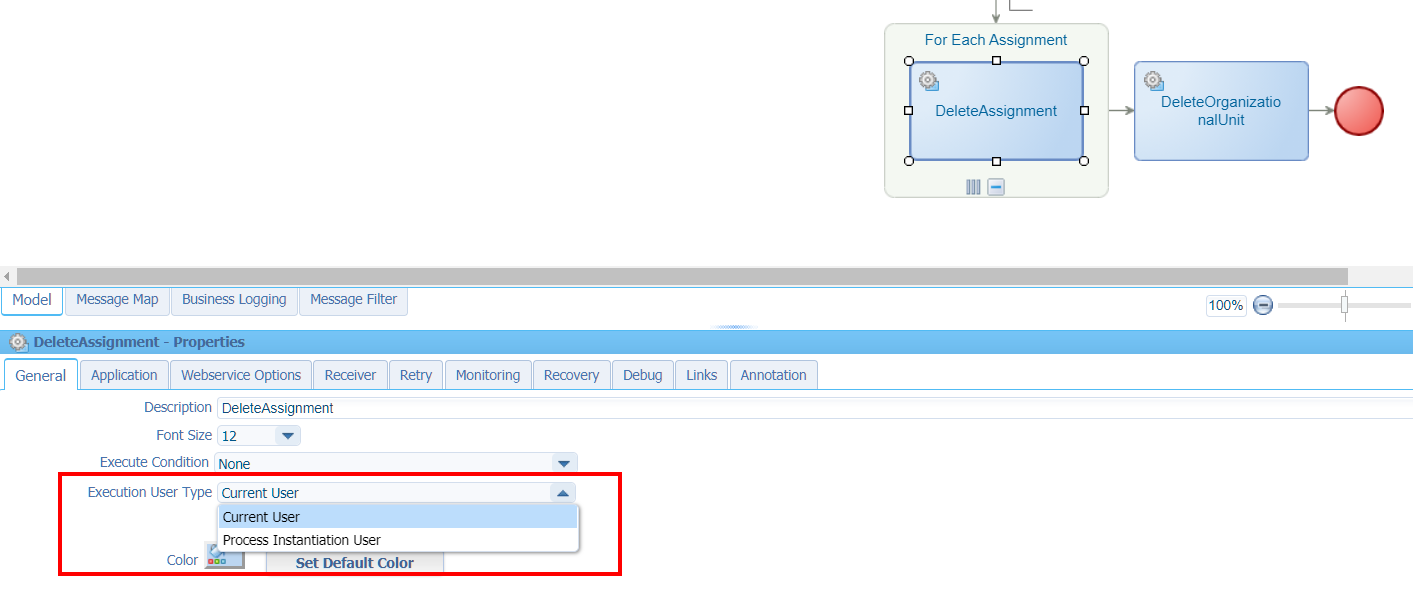 For Each Assignment
DeleteAssignment
DeleteOrganizatio
nalUnit
Model
Message Map
Business Logging
Message Filter
100%
DeleteAssignment - Properties
General
Application
Webservice Options
Receiver
Retry
Monitoring
Recovery
Debug
Links
Annotation
Description DeleteAssignment
Font Size 12
Execute Condition None
Execution User Type Current User
Current User
Process Instantiation User
Color Set Default Color